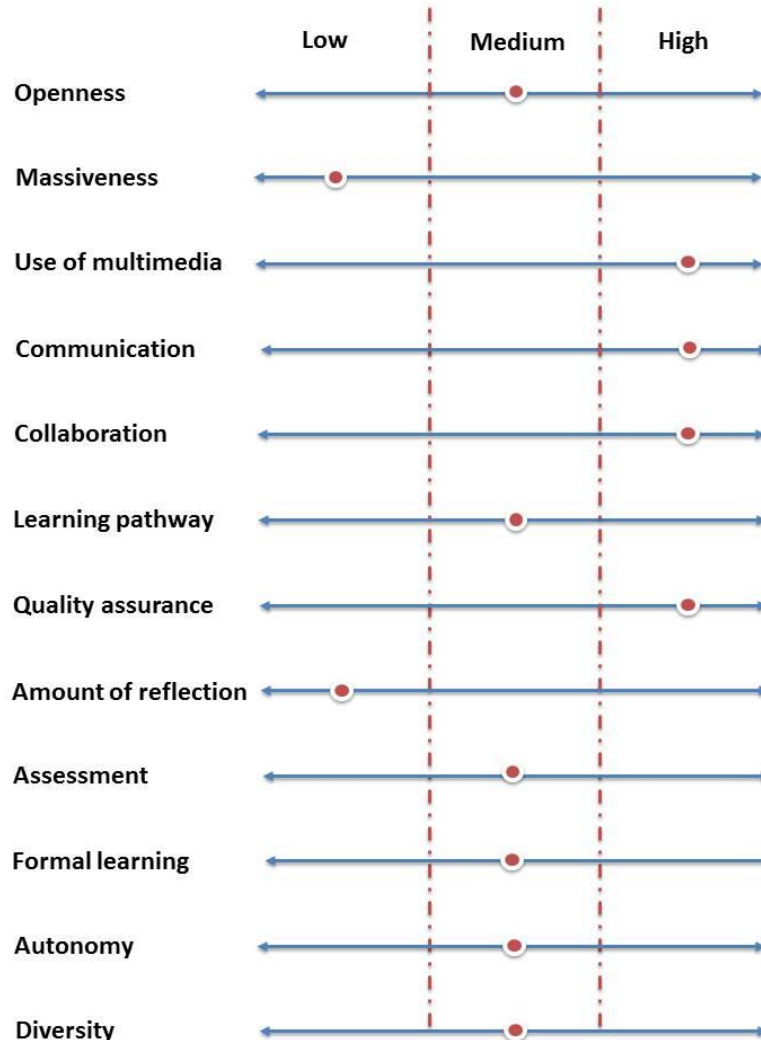 Low Medium High
Openness
Massiveness
Use of multimedia
Communication
Collaboration
Learning pathway
Quality assurance
Amount of reflection
Assessment
Formal learning
Autonomy
Diversity